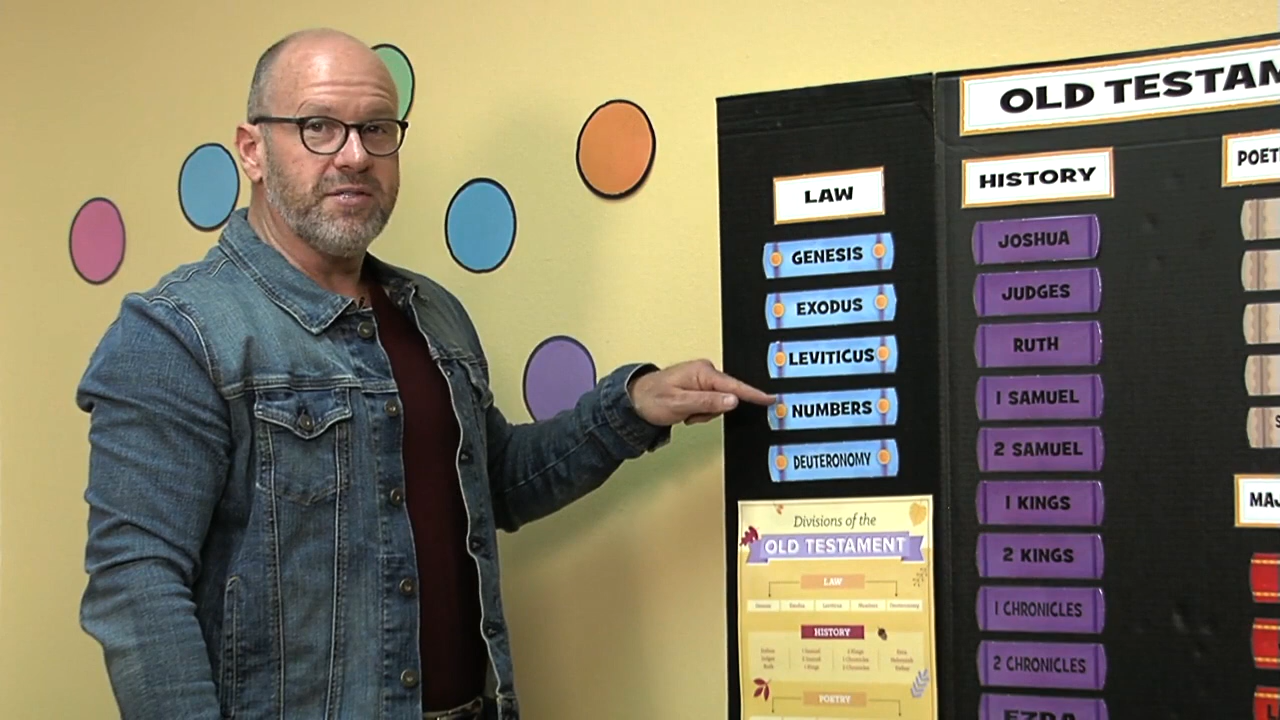 OLD TESTAM
LAW
GENESIS
EXODUS
LEVITICUS
NUMBERS
DEUTERONOMY
HISTORY
JOSHUA
JUDGES
RUTH
1 SAMUEL
2 SAMUEL
1 KINGS
2 KINGS
1 CHRONICLES
2 CHRONICLES
EZRA
POET
MAJ
Divisions of the
OLD TESTAMENT
LAW
HISTORY
POETRY